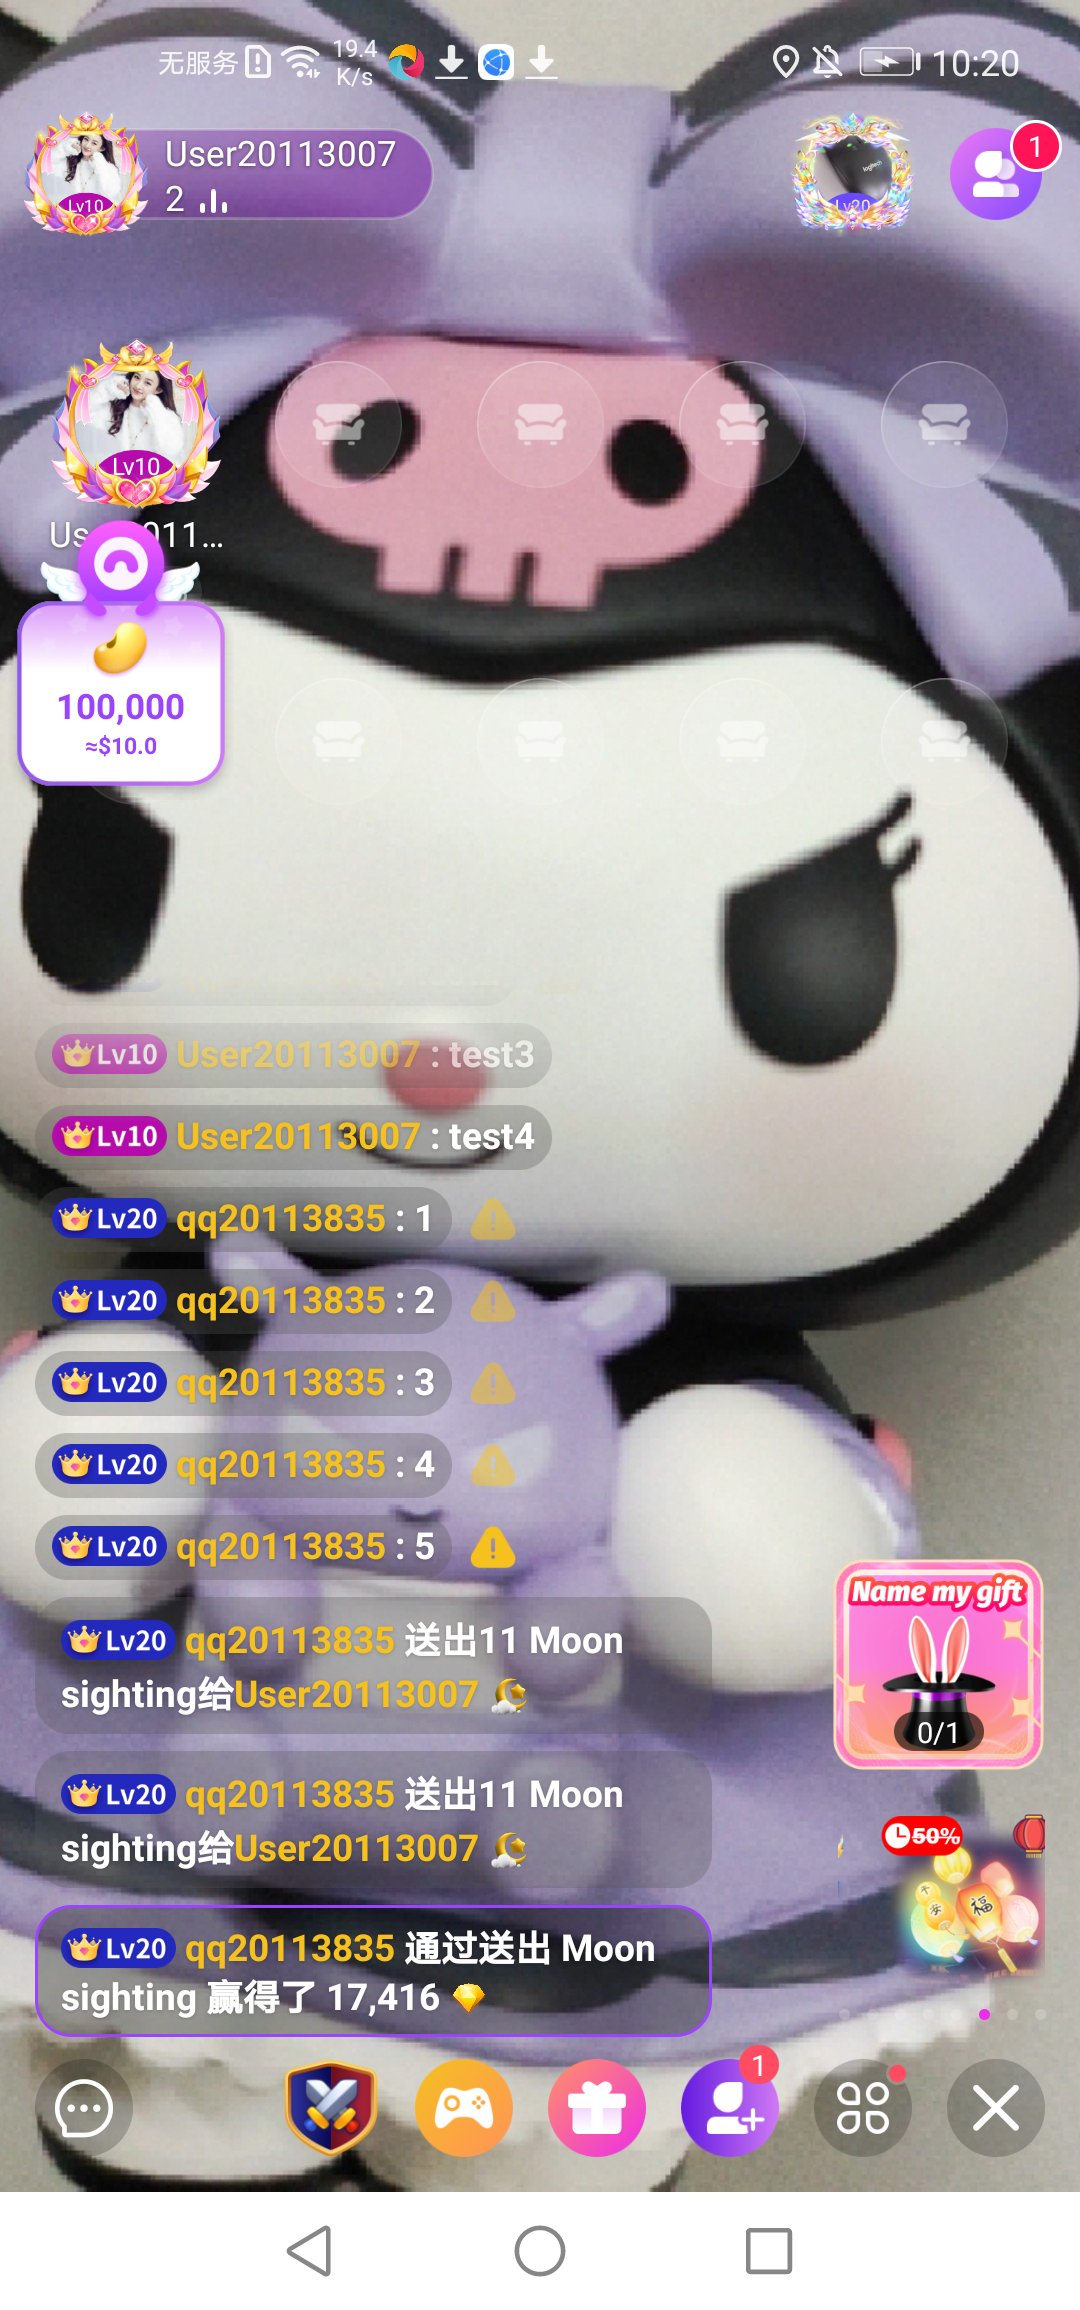 无服务 19.4 K/s 10:20
User20113007
2
Lv10
Lv20
1
Lv10
Us 011...
100,000
≈$10.0
Lv10 User20113007 : test3
Lv10 User20113007 : test4
Lv20 qq20113835 : 1
Lv20 qq20113835 : 2
Lv20 qq20113835 : 3
Lv20 qq20113835 : 4
Lv20 qq20113835 : 5
Lv20 qq20113835 送出11 Moon
sighting给User20113007
Lv20 qq20113835 送出11 Moon
sighting给User20113007
Lv20 qq20113835 通过送出 Moon
sighting 赢得了 17,416
Name my gift
0/1
50%
福
平
安
1